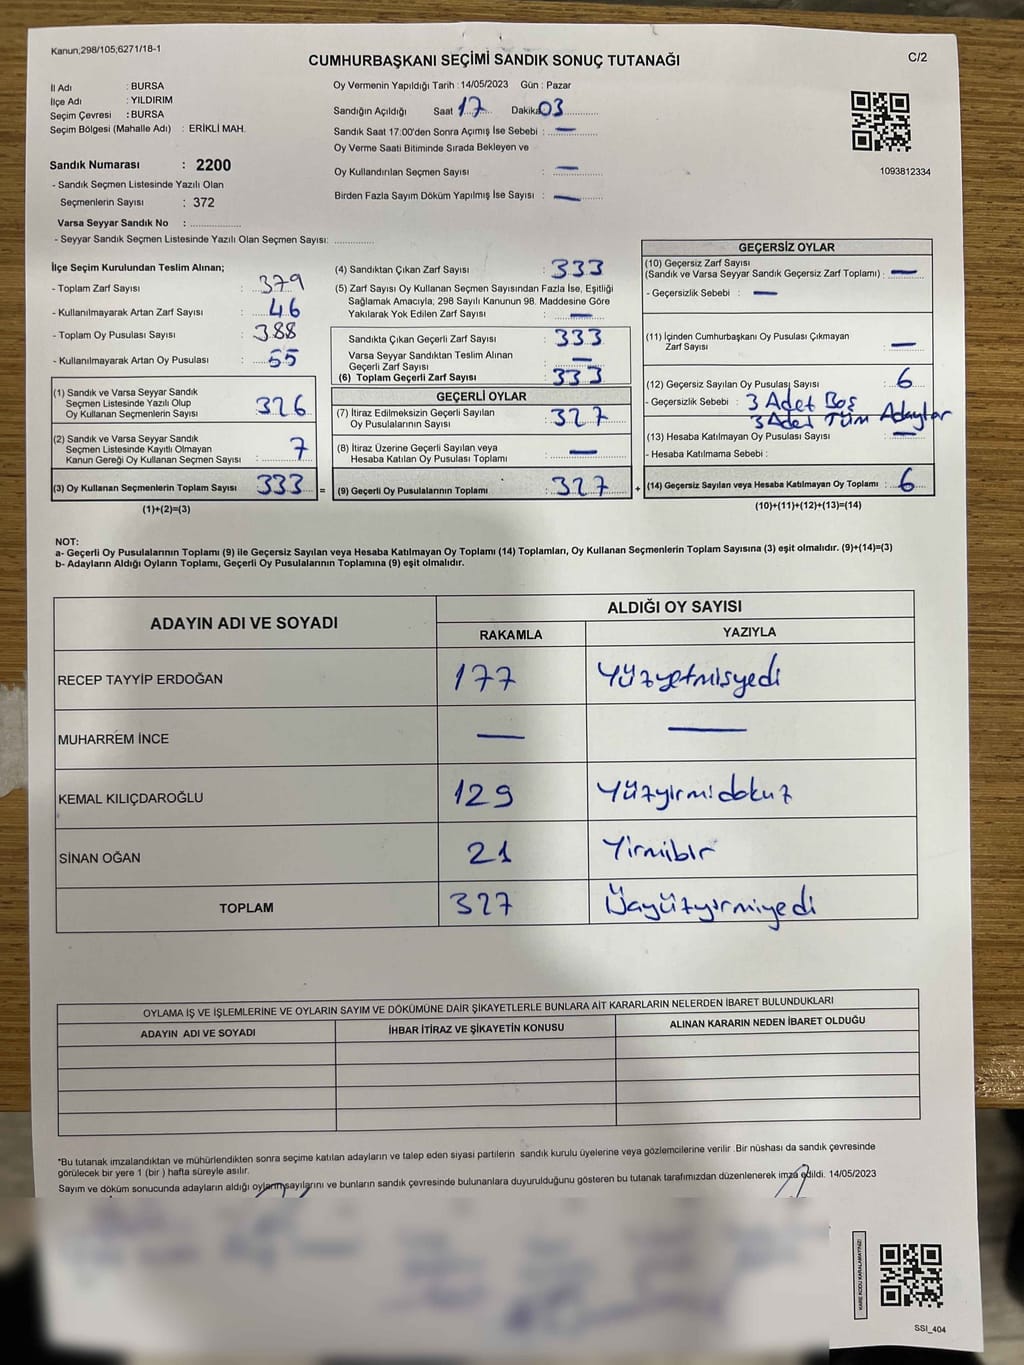 Kanun;298/105;6271/18-1
CUMHURBAŞKANI SEÇİMİ SANDIK SONUÇ TUTANAĞI
C/2
İl Adı : BURSA
İlçe Adı : YILDIRIM
Seçim Çevresi : BURSA
Seçim Bölgesi (Mahalle Adı) : ERİKLİ MAH.
Sandık Numarası : 2200
- Sandık Seçmen Listesinde Yazılı Olan
Seçmenlerin Sayısı : 372
Varsa Seyyar Sandık No : ..................
- Seyyar Sandık Seçmen Listesinde Yazılı Olan Seçmen Sayısı: ..............
Oy Vermenin Yapıldığı Tarih : 14/05/2023 Gün : Pazar
Sandığın Açıldığı Saat 17 Dakika 03
Sandık Saat 17:00'den Sonra Açımış İse Sebebi : —
Oy Verme Saati Bitiminde Sırada Bekleyen ve
Oy Kullandırılan Seçmen Sayısı : —
Birden Fazla Sayım Döküm Yapılmış İse Sayısı : —
1093812334
İlçe Seçim Kurulundan Teslim Alınan;
- Toplam Zarf Sayısı : 379
- Kullanılmayarak Artan Zarf Sayısı : 46
- Toplam Oy Pusulası Sayısı : 388
- Kullanılmayarak Artan Oy Pusulası : 55
(1) Sandık ve Varsa Seyyar Sandık
Seçmen Listesinde Yazılı Olup
Oy Kullanan Seçmenlerin Sayısı : 326
(2) Sandık ve Varsa Seyyar Sandık
Seçmen Listesinde Kayıtlı Olmayan
Kanun Gereği Oy Kullanan Seçmen Sayısı : 7
(3) Oy Kullanan Seçmenlerin Toplam Sayısı : 333 =
(1)+(2)=(3)
(4) Sandıktan Çıkan Zarf Sayısı : 333
(5) Zarf Sayısı Oy Kullanan Seçmen Sayısından Fazla İse, Eşitliği
Sağlamak Amacıyla, 298 Sayılı Kanunun 98. Maddesine Göre
Yakılarak Yok Edilen Zarf Sayısı : —
Sandıkta Çıkan Geçerli Zarf Sayısı : 333
Varsa Seyyar Sandıktan Teslim Alınan
Geçerli Zarf Sayısı : —
(6) Toplam Geçerli Zarf Sayısı : 333
GEÇERLİ OYLAR
(7) İtiraz Edilmeksizin Geçerli Sayılan
Oy Pusulalarının Sayısı : 327
(8) İtiraz Üzerine Geçerli Sayılan veya
Hesaba Katılan Oy Pusulası Toplamı : —
(9) Geçerli Oy Pusulalarının Toplamı : 327 +
GEÇERSİZ OYLAR
(10) Geçersiz Zarf Sayısı
(Sandık ve Varsa Seyyar Sandık Geçersiz Zarf Toplamı) : —
- Geçersizlik Sebebi : —
(11) İçinden Cumhurbaşkanı Oy Pusulası Çıkmayan
Zarf Sayısı : —
(12) Geçersiz Sayılan Oy Pusulası Sayısı : 6
- Geçersizlik Sebebi : 3 Adet Boş
3 Adet Tüm Adaylar
(13) Hesaba Katılmayan Oy Pusulası Sayısı : —
- Hesaba Katılmama Sebebi :
(14) Geçersiz Sayılan veya Hesaba Katılmayan Oy Toplamı : 6
(10)+(11)+(12)+(13)=(14)
NOT:
a- Geçerli Oy Pusulalarının Toplamı (9) ile Geçersiz Sayılan veya Hesaba Katılmayan Oy Toplamı (14) Toplamları, Oy Kullanan Seçmenlerin Toplam Sayısına (3) eşit olmalıdır. (9)+(14)=(3)
b- Adayların Aldığı Oyların Toplamı, Geçerli Oy Pusulalarının Toplamına (9) eşit olmalıdır.
ADAYIN ADI VE SOYADI
ALDIĞI OY SAYISI
RAKAMLA YAZIYLA
RECEP TAYYİP ERDOĞAN 177 Yüzyetmişyedi
MUHARREM İNCE — —
KEMAL KILIÇDAROĞLU 129 Yüzyirmidokuz
SİNAN OĞAN 21 Yirmibir
TOPLAM 327 Üçyüzyirmiyedi
OYLAMA İŞ VE İŞLEMLERİNE VE OYLARIN SAYIM VE DÖKÜMÜNE DAİR ŞİKAYETLERLE BUNLARA AİT KARARLARIN NELERDEN İBARET BULUNDUKLARI
ADAYIN ADI VE SOYADI İHBAR İTİRAZ VE ŞİKAYETİN KONUSU ALINAN KARARIN NEDEN İBARET OLDUĞU
*Bu tutanak imzalandıktan ve mühürlendikten sonra seçime katılan adayların ve talep eden siyasi partilerin sandık kurulu üyelerine veya gözlemcilerine verilir .Bir nüshası da sandık çevresinde
görülecek bir yere 1 (bir ) hafta süreyle asılır.
Sayım ve döküm sonucunda adayların aldığı oyların sayılarını ve bunların sandık çevresinde bulunanlara duyurulduğunu gösteren bu tutanak tarafımızdan düzenlenerek imza edildi. 14/05/2023
KARE KODU KARALAMAYINIZ!
SSI_404